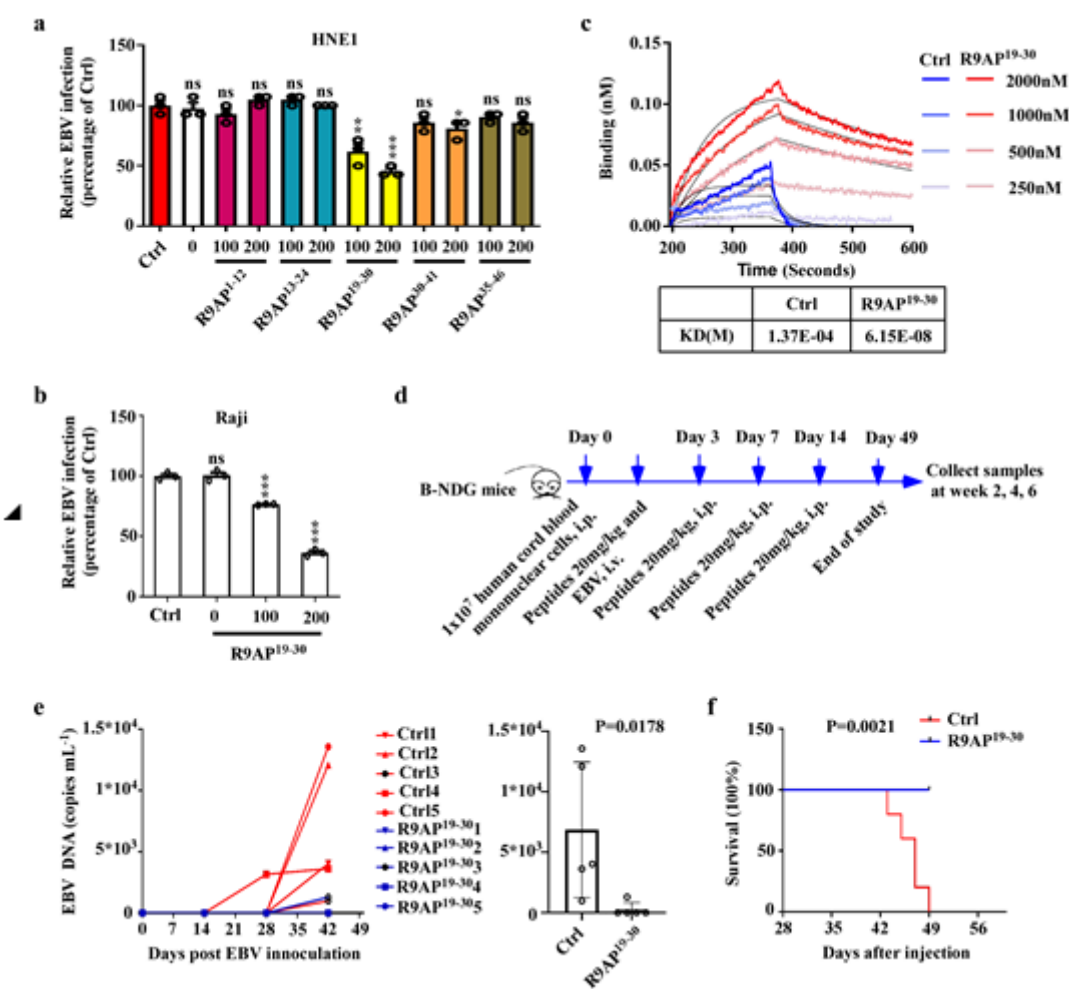 a
HNE1
Relative EBV infection
(percentage of Ctrl)
150
100
50
0
ns ns ns ns ns ** *** ns * ns ns
Ctrl 0 100 200 100 200 100 200 100 200 100 200
R9AP1-12 R9AP13-24 R9AP19-30 R9AP30-41 R9AP35-46
c
Binding (nM)
0.15
0.10
0.05
0.00
200 300 400 500 600
Time (Seconds)
Ctrl R9AP19-30
2000nM
1000nM
500nM
250nM
Ctrl R9AP19-30
KD(M) 1.37E-04 6.15E-08
b
Raji
Relative EBV infection
(percentage of Ctrl)
150
100
50
0
ns *** ***
Ctrl 0 100 200
R9AP19-30
d
Day 0 Day 3 Day 7 Day 14 Day 49
B-NDG mice
Collect samples
at week 2, 4, 6
1x107 human cord blood
mononuclear cells, i.p.
Peptides 20mg/kg and
EBV, i.v.
Peptides 20mg/kg, i.p.
Peptides 20mg/kg, i.p.
Peptides 20mg/kg, i.p.
End of study
e
EBV DNA (copies mL-1)
1.5*104
1*104
5*103
0
0 7 14 21 28 35 42 49
Days post EBV innoculation
Ctrl1
Ctrl2
Ctrl3
Ctrl4
Ctrl5
R9AP19-301
R9AP19-302
R9AP19-303
R9AP19-304
R9AP19-305
P=0.0178
1.5*104
1*104
5*103
0
Ctrl R9AP19-30
f
P=0.0021
Ctrl
R9AP19-30
Survival (100%)
150
100
50
0
28 35 42 49 56
Days after injection